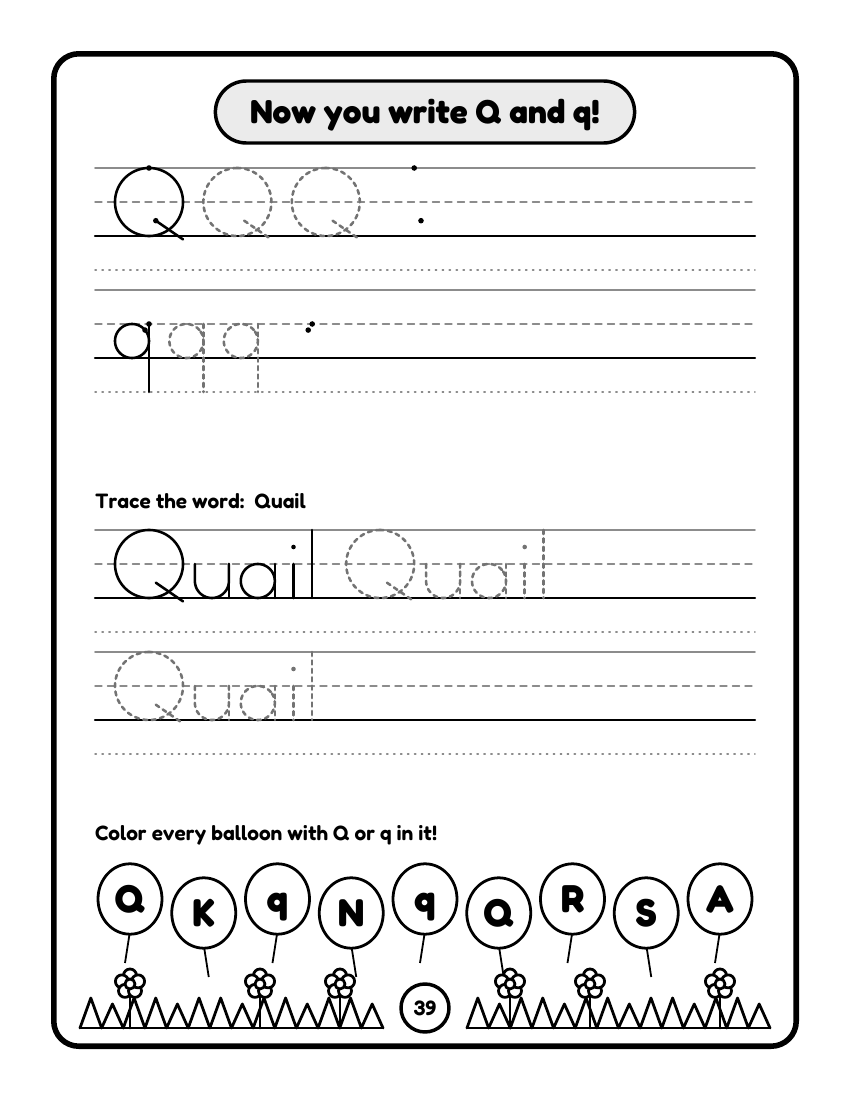 Now you write Q and q!
Q Q Q
q q q
Trace the word: Quail
Quail Quail
Quail
Color every balloon with Q or q in it!
Q K q N q Q R S A
39